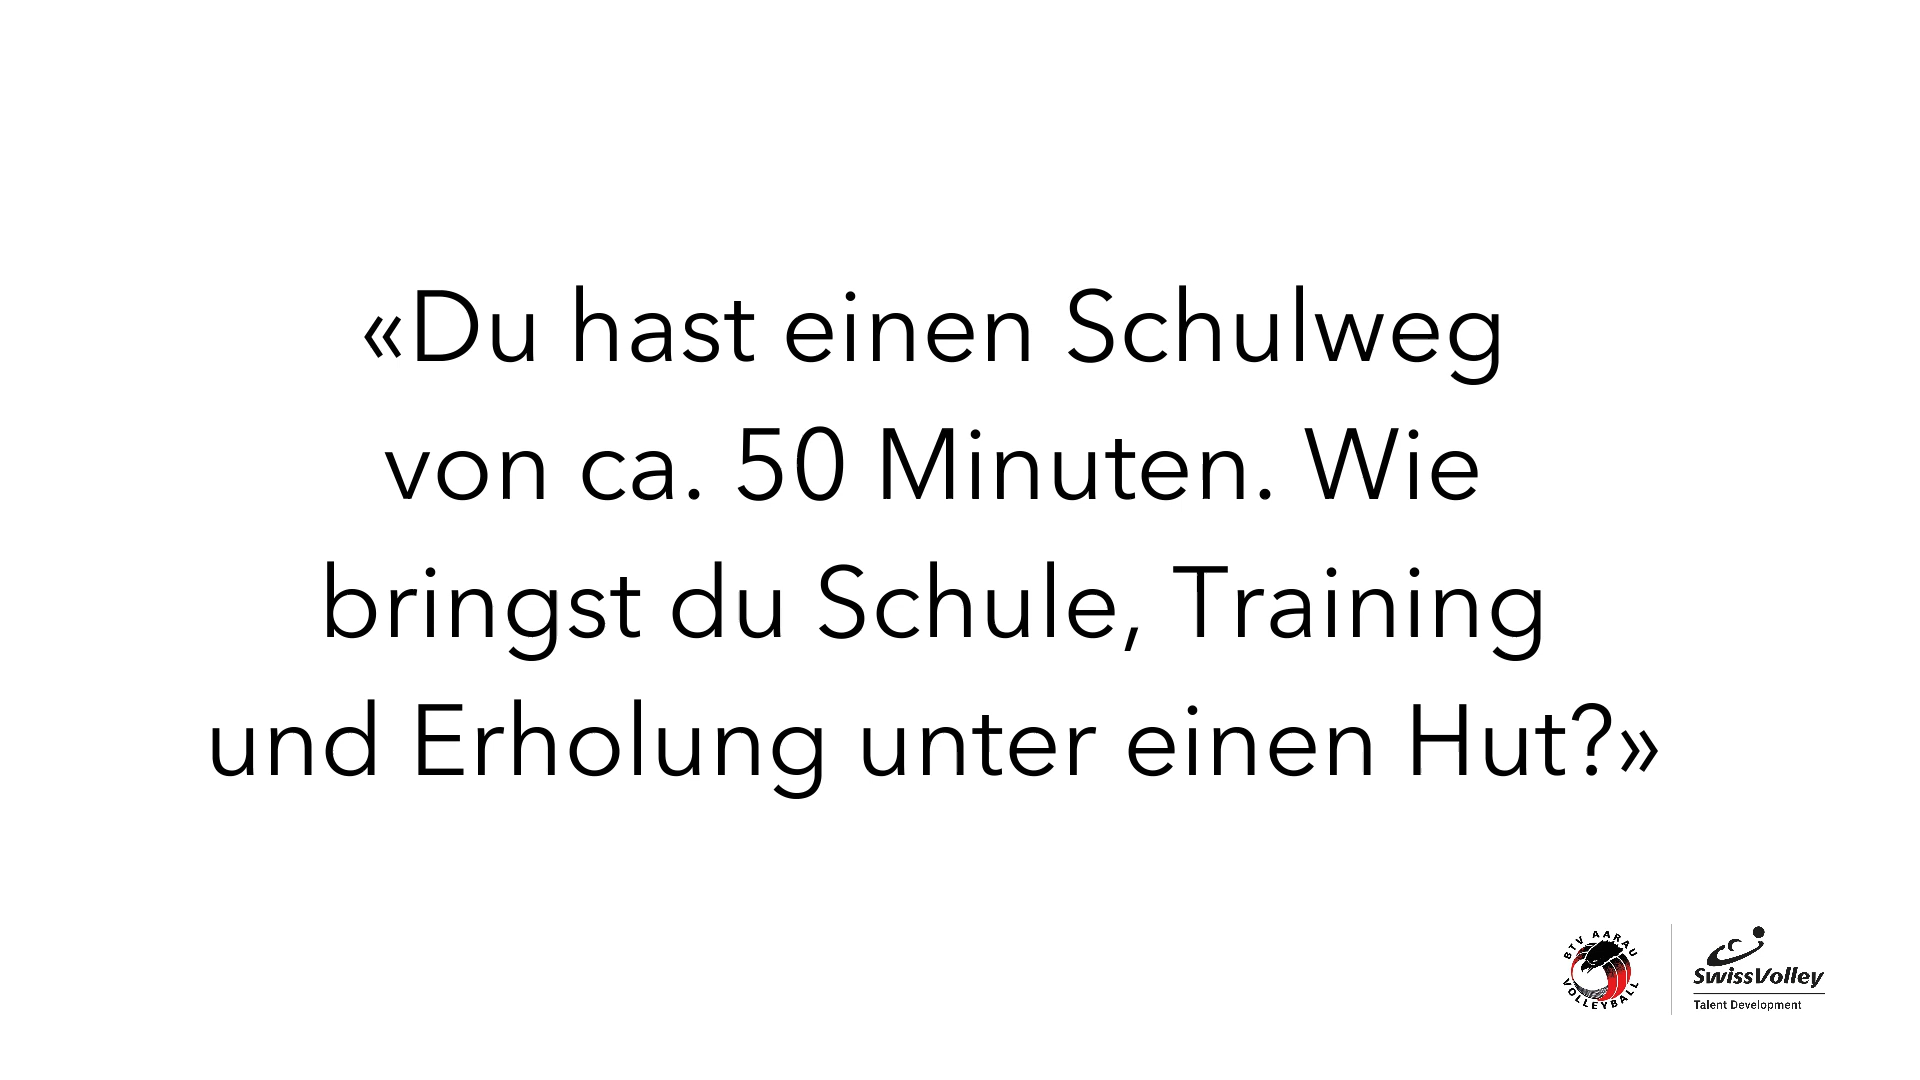 «Du hast einen Schulweg
von ca. 50 Minuten. Wie
bringst du Schule, Training
und Erholung unter einen Hut?»
BTV AARAU
VOLLEYBALL
SwissVolley
Talent Development